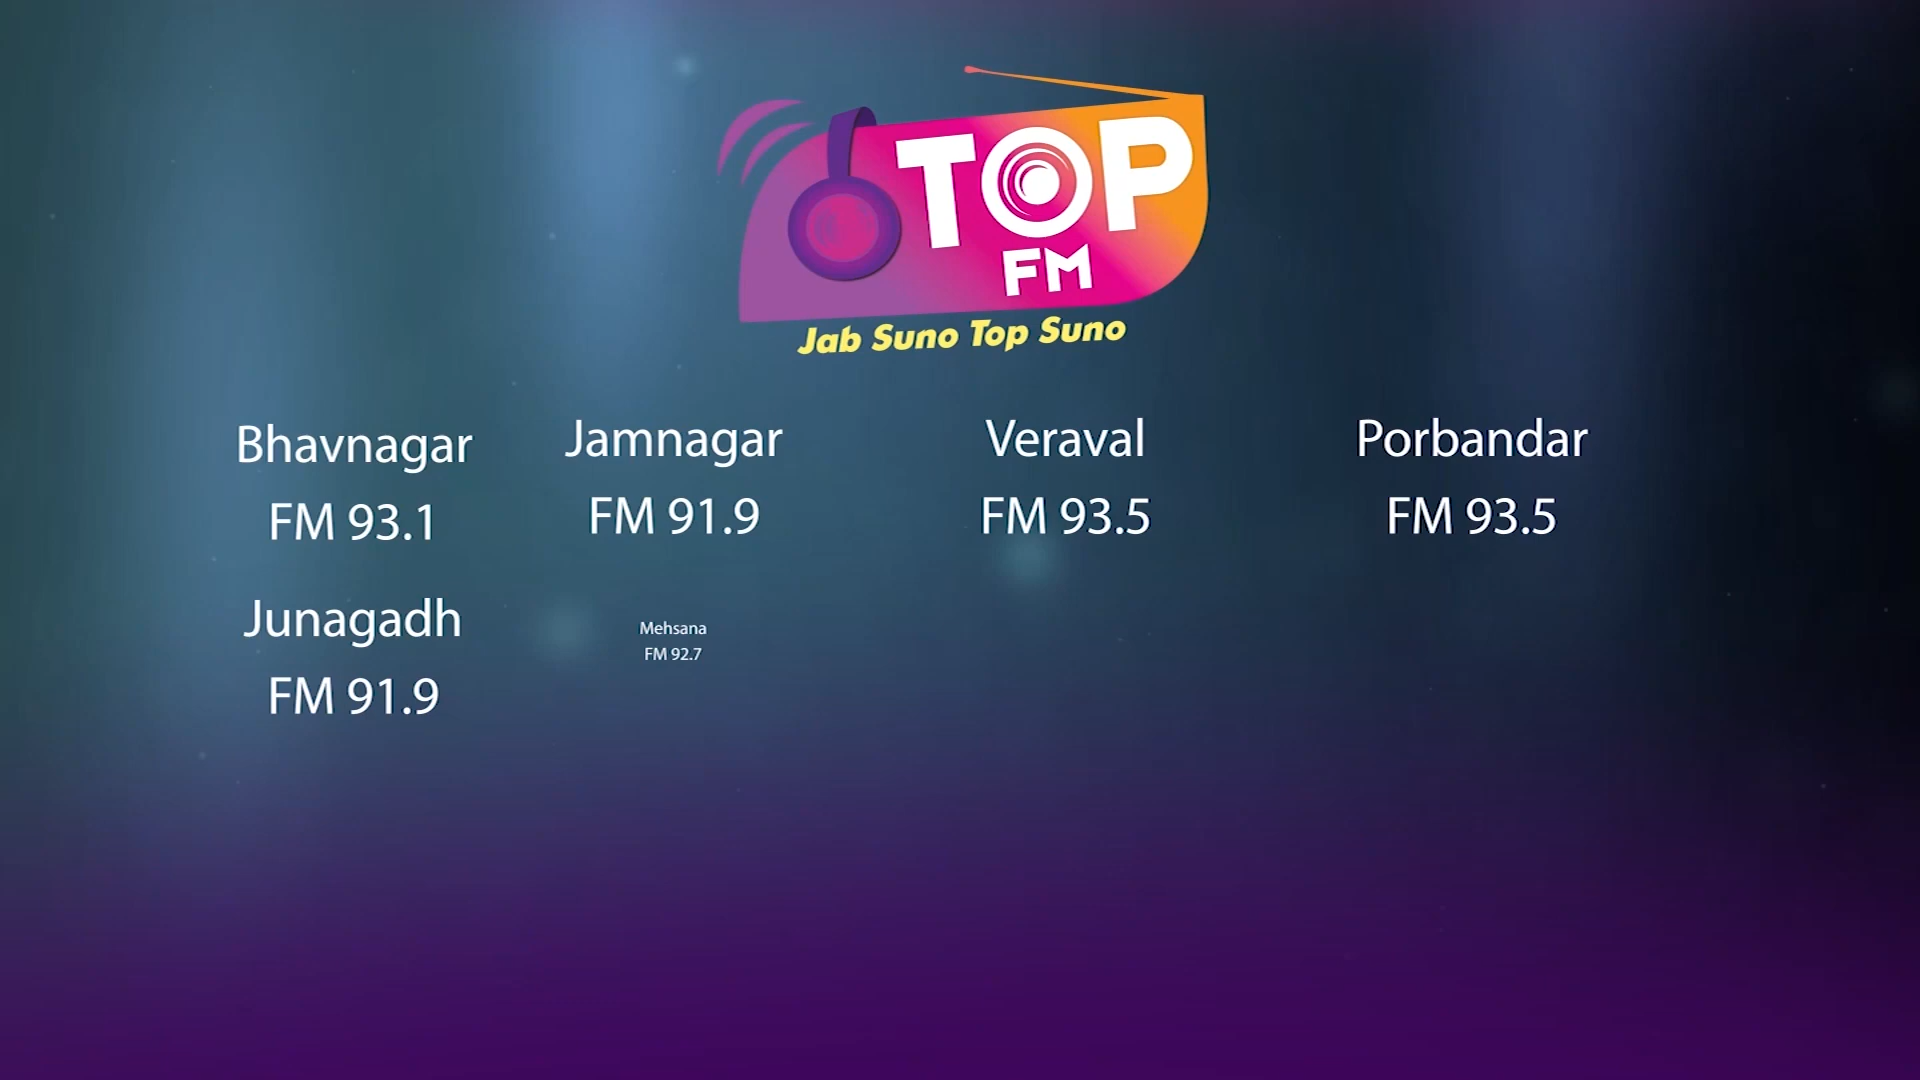 TOP
FM
Jab Suno Top Suno
Bhavnagar
FM 93.1
Jamnagar
FM 91.9
Veraval
FM 93.5
Porbandar
FM 93.5
Junagadh
FM 91.9
Mehsana
FM 92.7